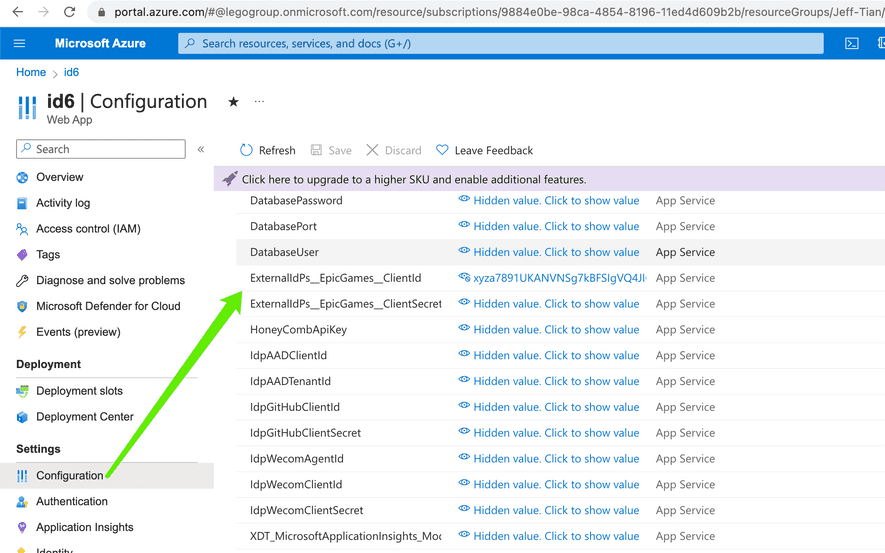 portal.azure.com/#@legogroup.onmicrosoft.com/resource/subscriptions/9884e0be-98ca-4854-8196-11ed4d609b2b/resourceGroups/Jeff-Tian/
Microsoft Azure
Search resources, services, and docs (G+/)
Home > id6
id6 | Configuration ★ ...
Web App
Search «
Refresh Save Discard Leave Feedback
Click here to upgrade to a higher SKU and enable additional features.
Overview
Activity log
Access control (IAM)
Tags
Diagnose and solve problems
Microsoft Defender for Cloud
Events (preview)
Deployment
Deployment slots
Deployment Center
Settings
Configuration
Authentication
Application Insights
Identity
DatabasePassword Hidden value. Click to show value App Service
DatabasePort Hidden value. Click to show value App Service
DatabaseUser Hidden value. Click to show value App Service
ExternalIdPs__EpicGames__ClientId xyza7891UKANVNSg7kBFSIgVQ4JI App Service
ExternalIdPs__EpicGames__ClientSecret Hidden value. Click to show value App Service
HoneyCombApiKey Hidden value. Click to show value App Service
IdpAADClientId Hidden value. Click to show value App Service
IdpAADTenantId Hidden value. Click to show value App Service
IdpGitHubClientId Hidden value. Click to show value App Service
IdpGitHubClientSecret Hidden value. Click to show value App Service
IdpWecomAgentId Hidden value. Click to show value App Service
IdpWecomClientId Hidden value. Click to show value App Service
IdpWecomClientSecret Hidden value. Click to show value App Service
XDT_MicrosoftApplicationInsights_Moc Hidden value. Click to show value App Service